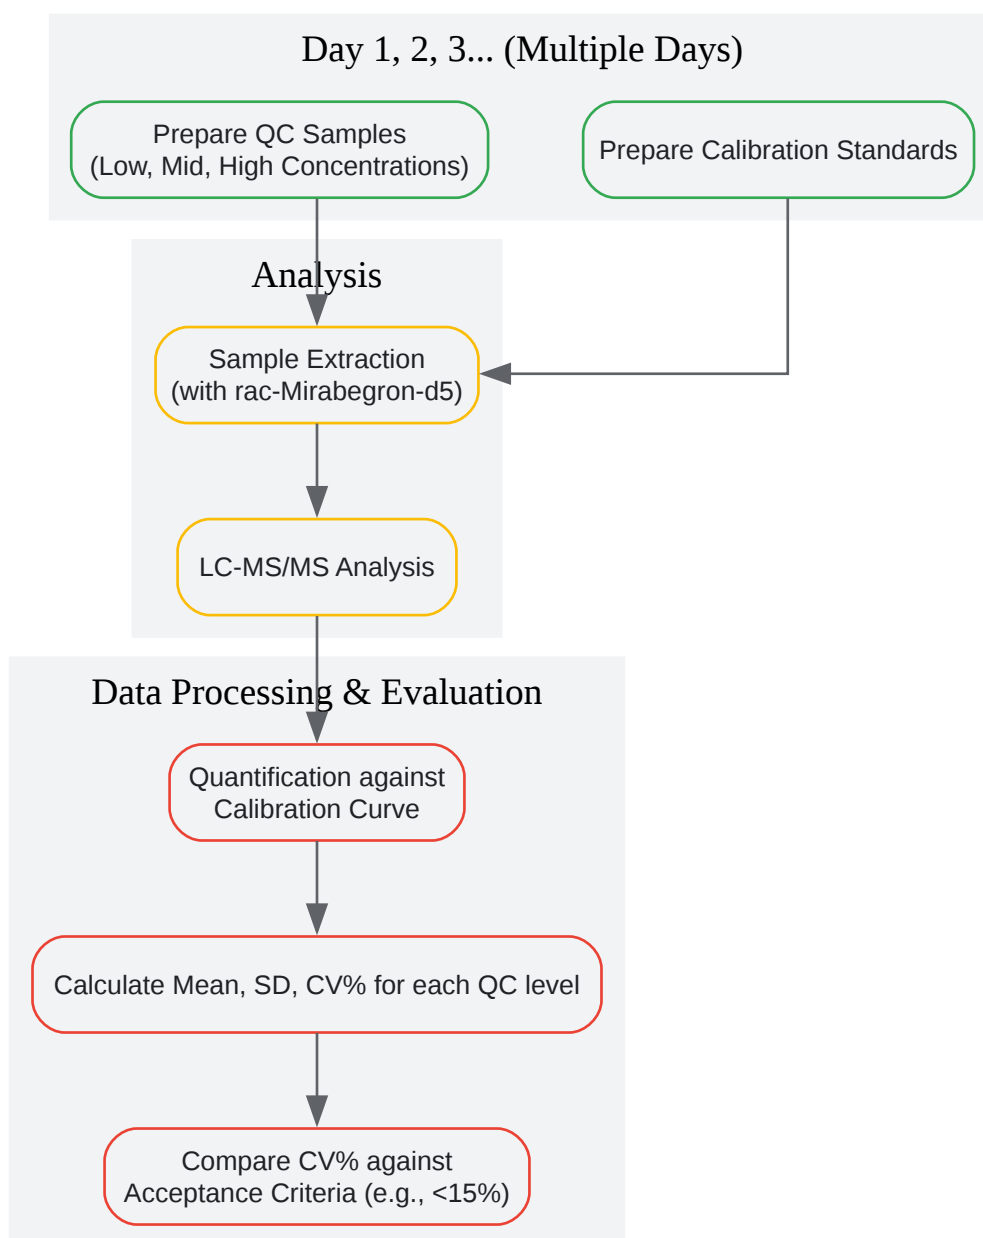 Day 1, 2, 3... (Multiple Days)
Prepare QC Samples
(Low, Mid, High Concentrations)
Prepare Calibration Standards
Analysis
Sample Extraction
(with rac-Mirabegron-d5)
LC-MS/MS Analysis
Data Processing & Evaluation
Quantification against
Calibration Curve
Calculate Mean, SD, CV% for each QC level
Compare CV% against
Acceptance Criteria (e.g., <15%)